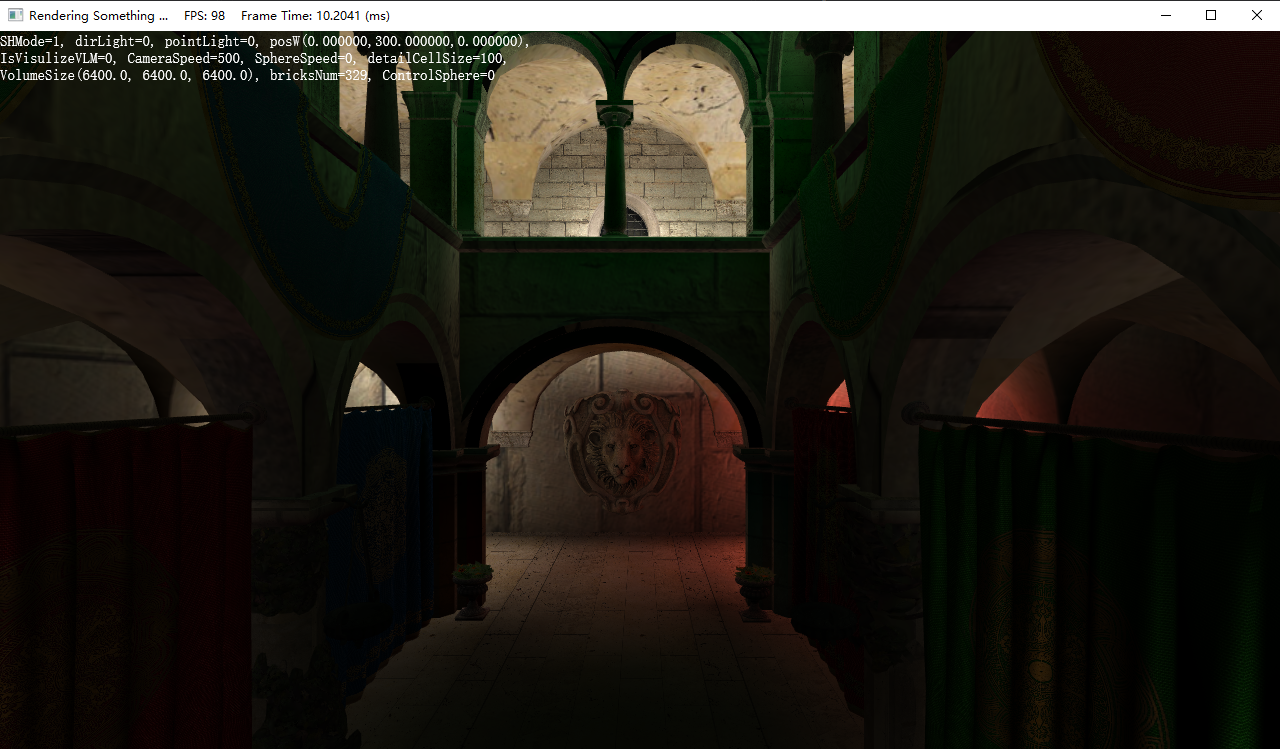 Rendering Something ... FPS: 98 Frame Time: 10.2041 (ms)
SHMode=1, dirLight=0, pointLight=0, posW(0.000000,300.000000,0.000000),
IsVisulizeVLM=0, CameraSpeed=500, SphereSpeed=0, detailCellSize=100,
VolumeSize(6400.0, 6400.0, 6400.0), bricksNum=329, ControlSphere=0